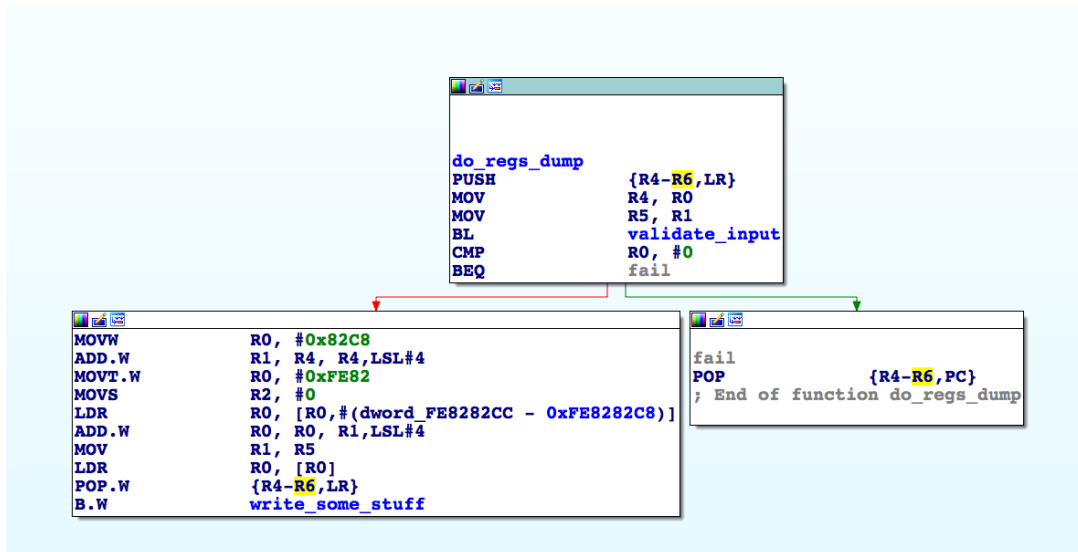 do_regs_dump
PUSH {R4-R6,LR}
MOV R4, R0
MOV R5, R1
BL validate_input
CMP R0, #0
BEQ fail
MOVW R0, #0x82C8
ADD.W R1, R4, R4,LSL#4
MOVT.W R0, #0xFE82
MOVS R2, #0
LDR R0, [R0,#(dword_FE8282CC - 0xFE8282C8)]
ADD.W R0, R0, R1,LSL#4
MOV R1, R5
LDR R0, [R0]
POP.W {R4-R6,LR}
B.W write_some_stuff
fail
POP {R4-R6,PC}
; End of function do_regs_dump